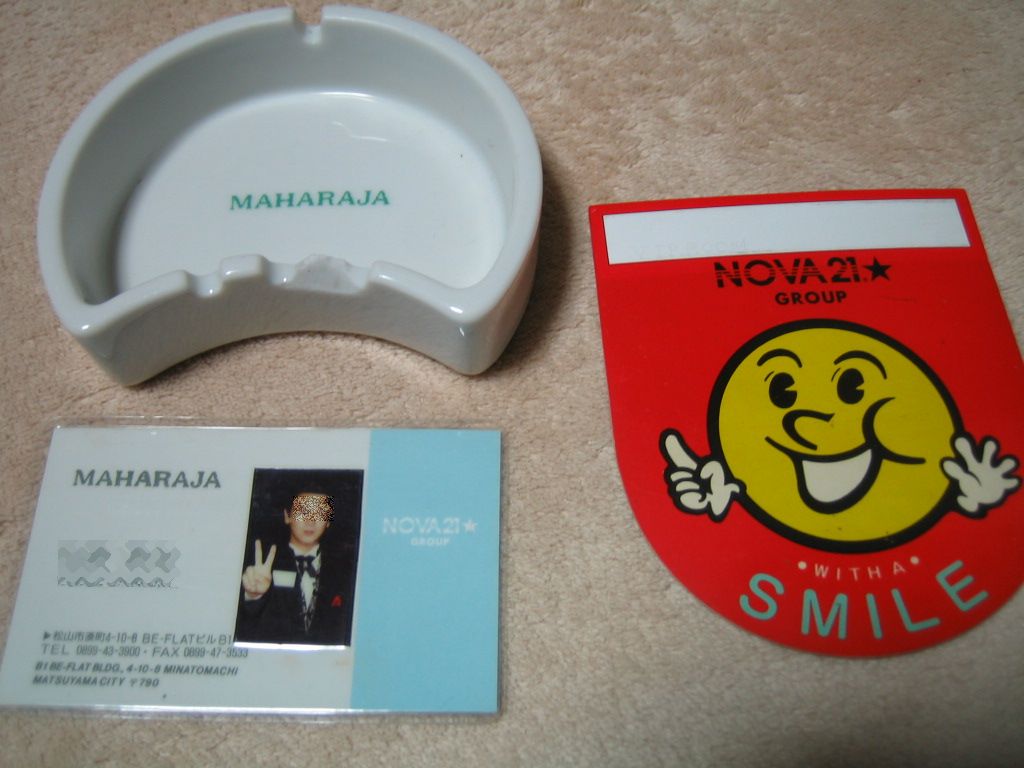 MAHARAJA
NOVA21★
GROUP
•WITH A•
SMILE
MAHARAJA
NOVA21★
GROUP
▶松山市湊町4-10-8 BE-FLATビルB1
TEL 0899-43-3900・FAX 0899-47-3533
B1 BE-FLAT BLDG., 4-10-8 MINATOMACHI
MATSUYAMA CITY 〒790